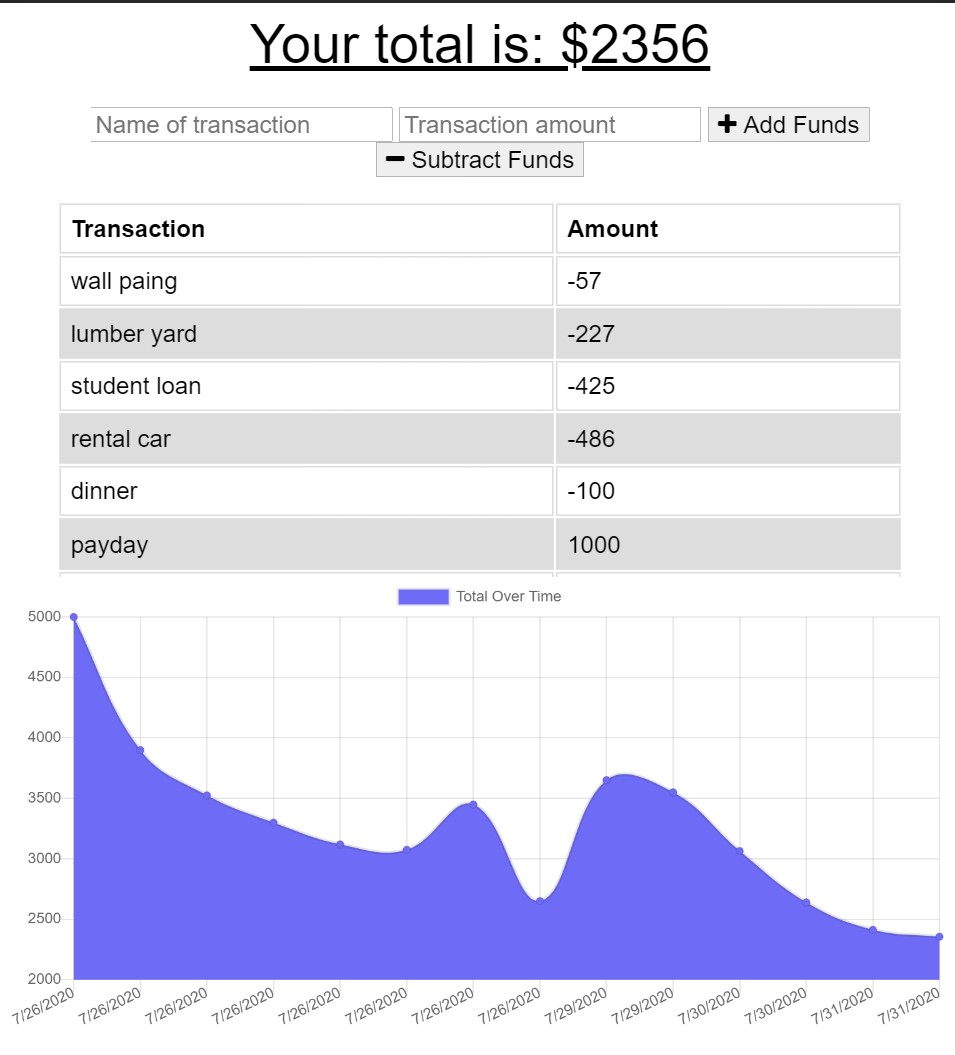 Your total is: $2356
Name of transaction Transaction amount + Add Funds
− Subtract Funds
Transaction Amount
wall paing -57
lumber yard -227
student loan -425
rental car -486
dinner -100
payday 1000
Total Over Time
5000
4500
4000
3500
3000
2500
2000
7/26/2020 7/26/2020 7/26/2020 7/26/2020 7/26/2020 7/26/2020 7/26/2020 7/26/2020 7/29/2020 7/29/2020 7/30/2020 7/30/2020 7/31/2020 7/31/2020